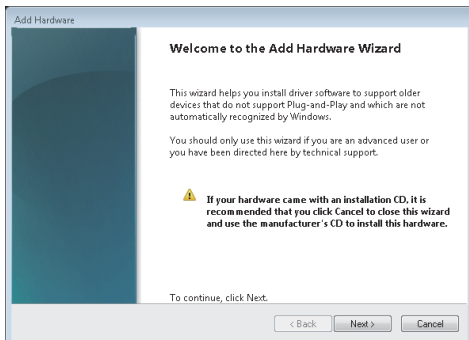 Add Hardware
Welcome to the Add Hardware Wizard
This wizard helps you install driver software to support older
devices that do not support Plug-and-Play and which are not
automatically recognized by Windows.
You should only use this wizard if you are an advanced user or
you have been directed here by technical support.
If your hardware came with an installation CD, it is
recommended that you click Cancel to close this wizard
and use the manufacturer's CD to install this hardware.
To continue, click Next.
< Back
Next >
Cancel